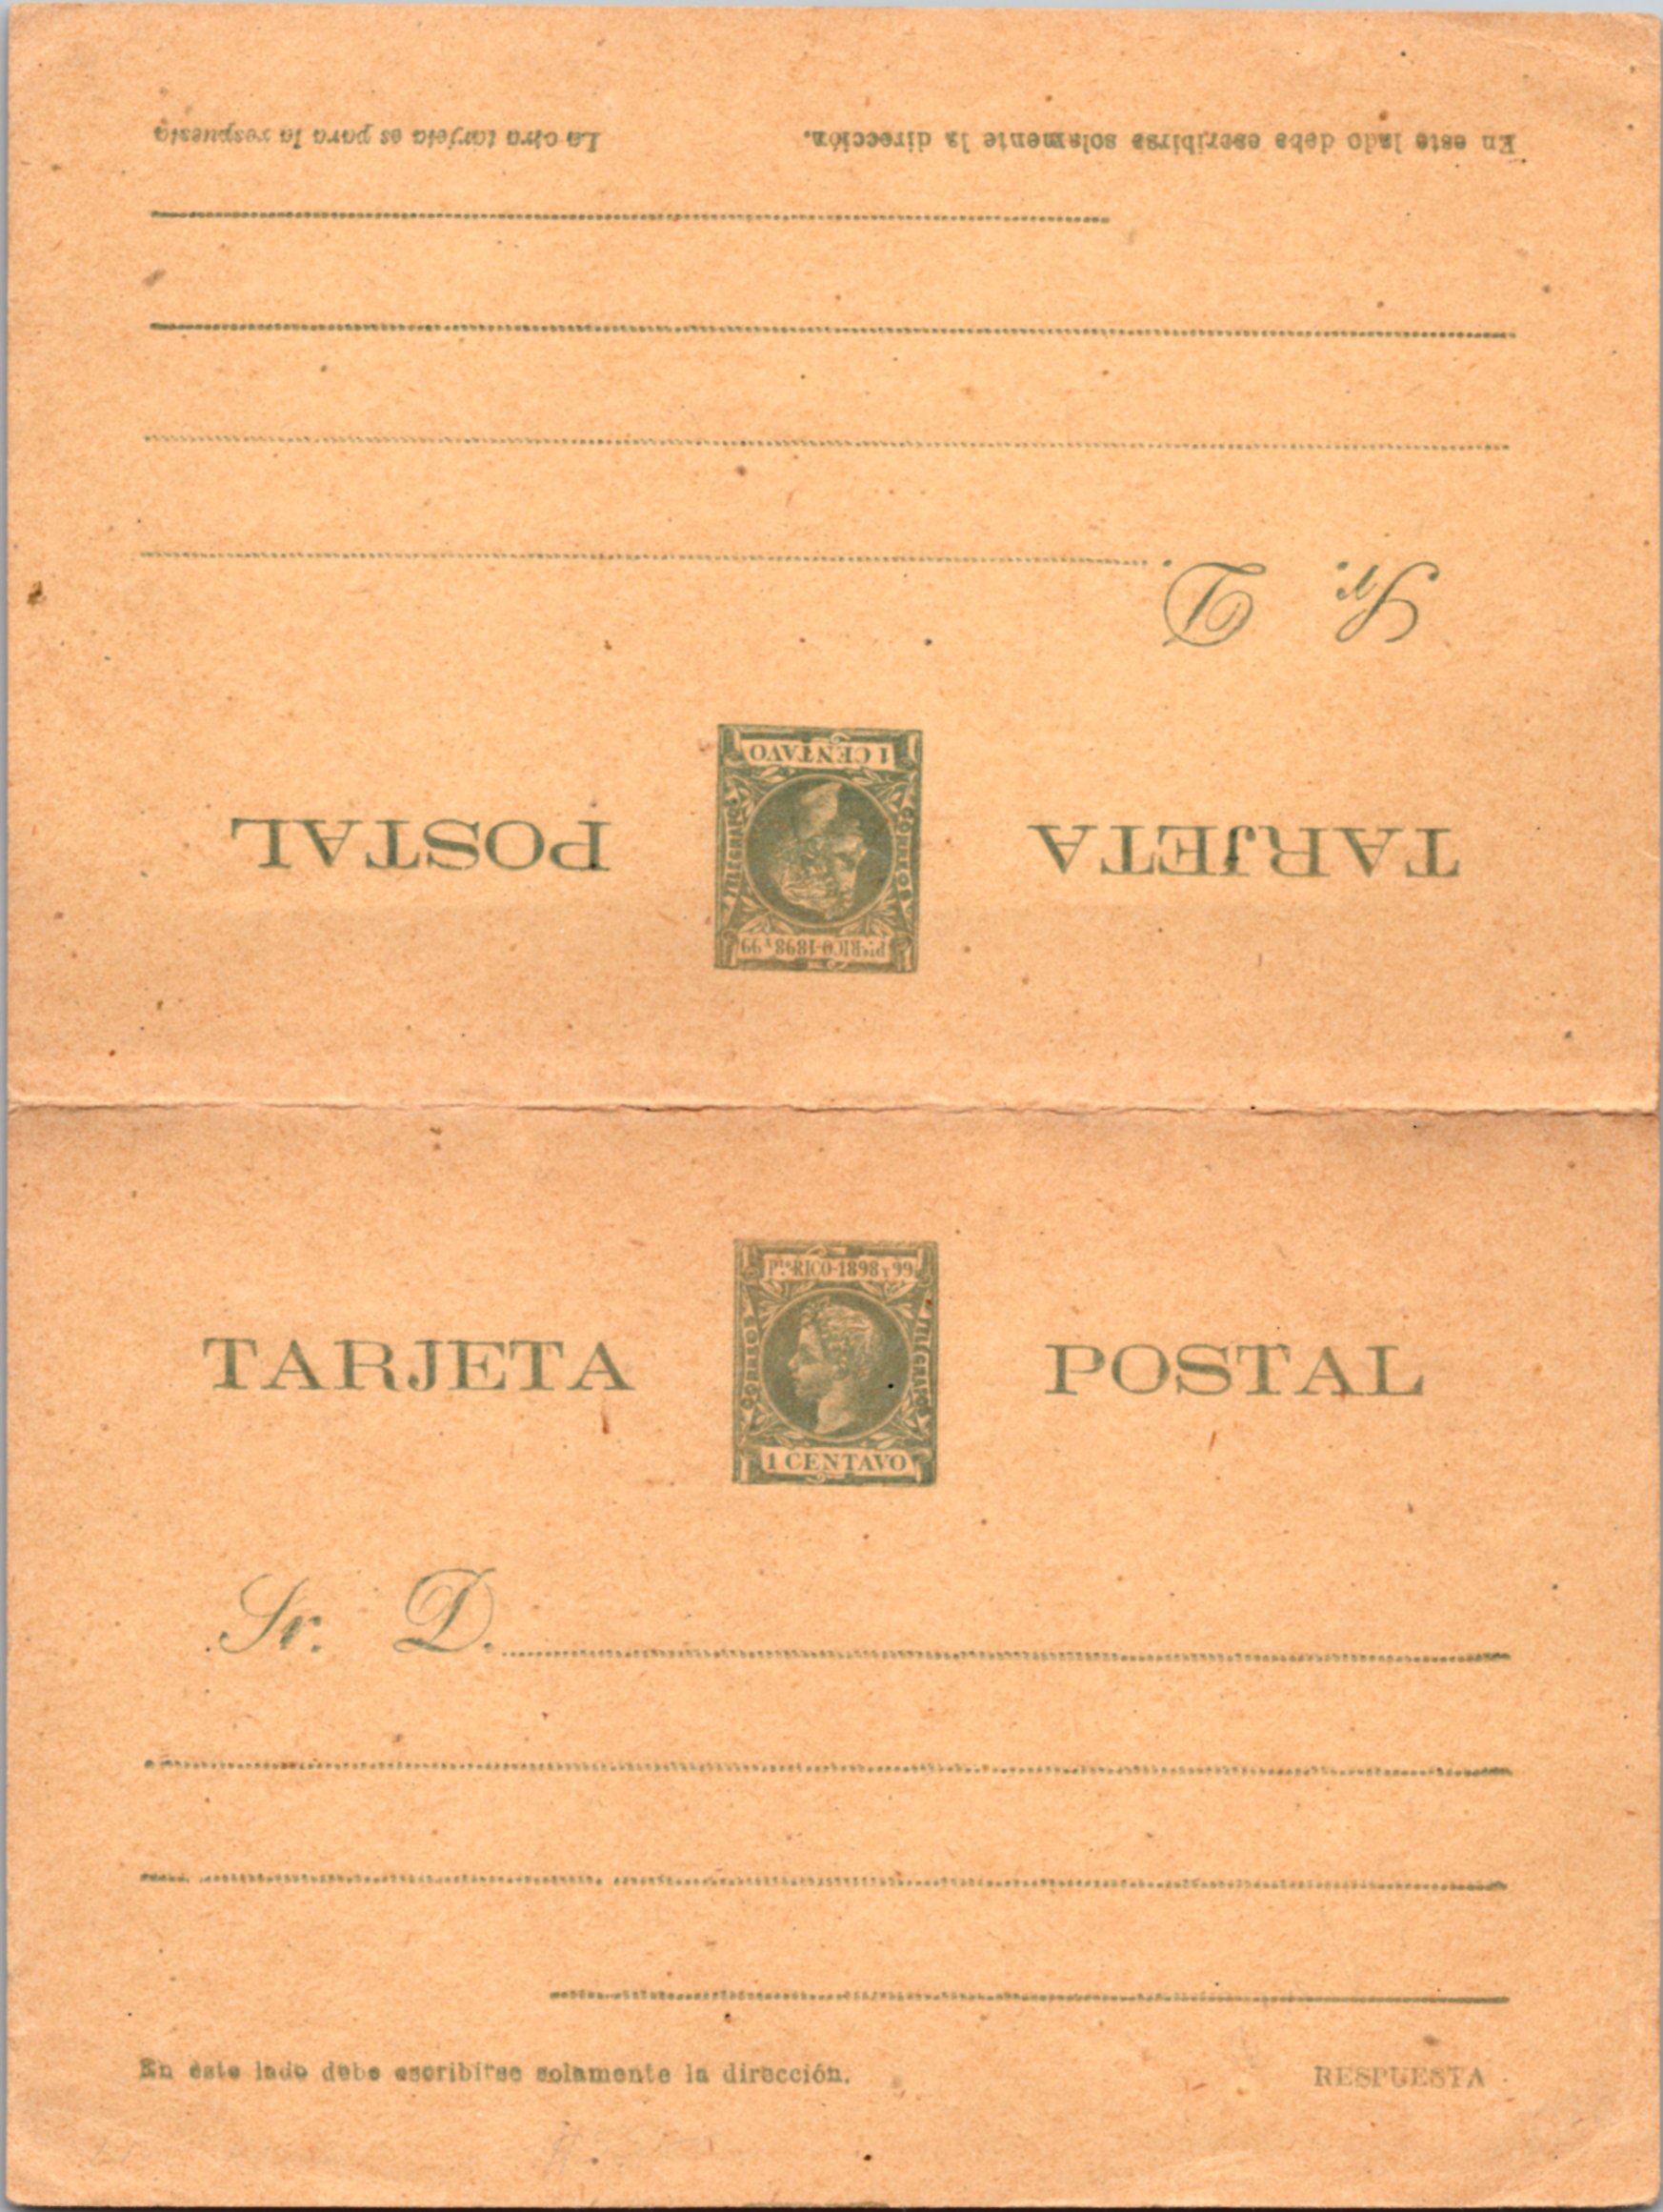 En este lado debe escribirse solamente la dirección.
La otra tarjeta es para la respuesta
Sr. D.
1 CENTAVO
TARJETA
POSTAL
CORREOS
Pto RICO-1898 y 99
Pto RICO-1898 y 99
CORREOS
TARJETA
POSTAL
1 CENTAVO
Sr. D.
En este lado debe escribirse solamente la dirección.
RESPUESTA